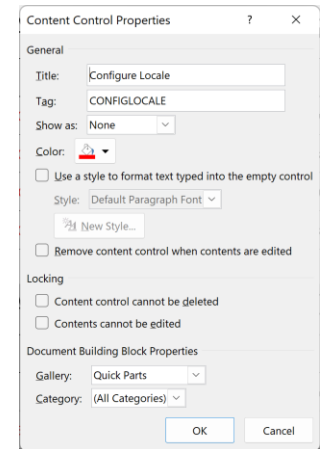 Content Control Properties ? ×
General
Title: Configure Locale
Tag: CONFIGLOCALE
Show as: None
Color:
Use a style to format text typed into the empty control
Style: Default Paragraph Font
New Style...
Remove content control when contents are edited
Locking
Content control cannot be deleted
Contents cannot be edited
Document Building Block Properties
Gallery: Quick Parts
Category: (All Categories)
OK Cancel